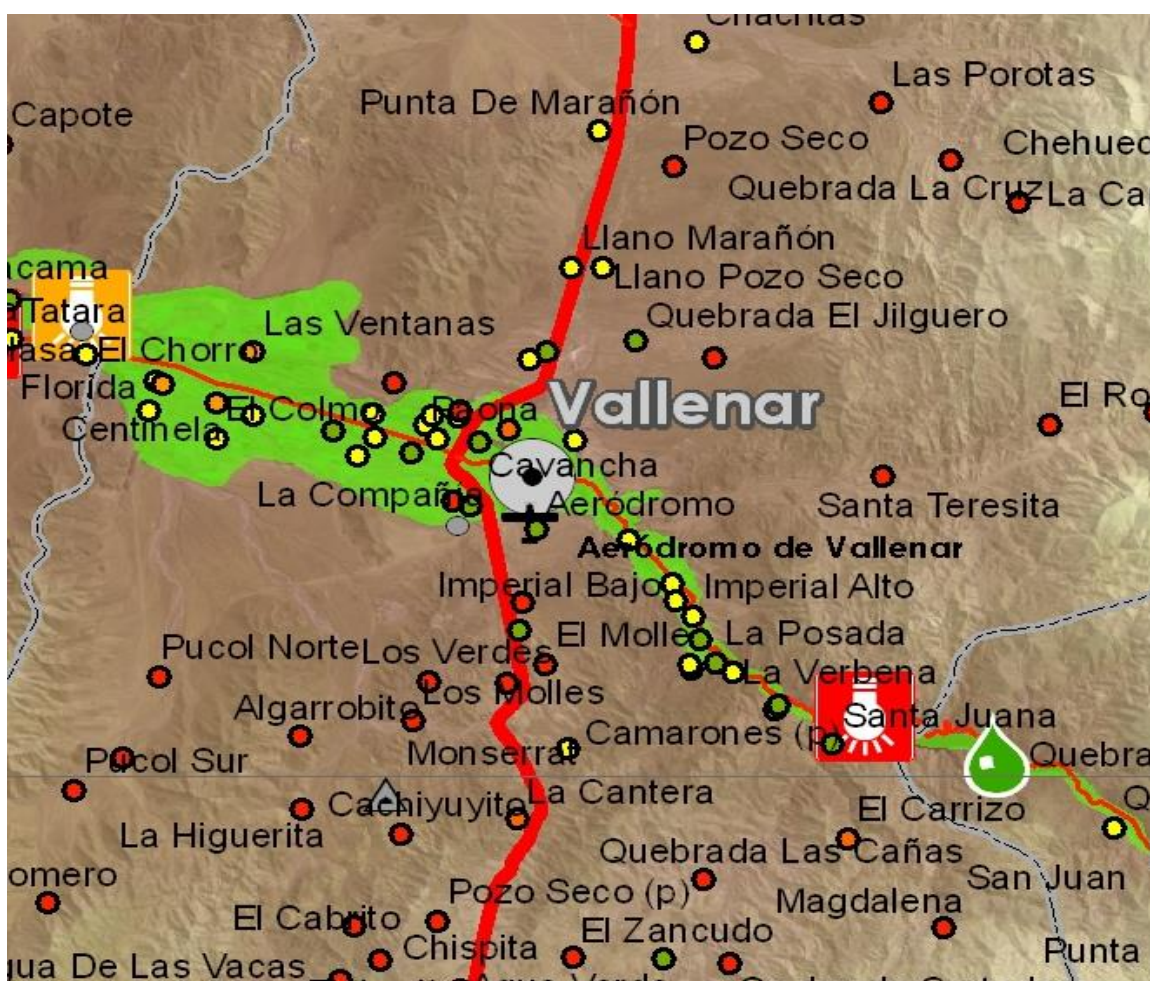 Chacritas
Las Porotas
Punta De Marañón
Capote
Pozo Seco
Quebrada La Cruz
Llano Marañón
Llano Pozo Seco
Tatara
Las Ventanas
Quebrada El Jilguero
El Chorro
Florida
Vallenar
El Colmo
Centinela
Cavancha
La Compañia
Aeródromo
Santa Teresita
Aeródromo de Vallenar
Imperial Bajo
Imperial Alto
El Molle
La Posada
Pucol Norte
Los Verdes
La Verbena
Los Molles
Algarrobito
Santa Juana
Camarones (p)
Monserrat
Pucol Sur
La Cantera
Cachiyuyito
El Carrizo
La Higuerita
Quebrada Las Cañas
San Juan
Pozo Seco (p)
Magdalena
El Cabrito
El Zancudo
Chispita
Punta
gua De Las Vacas